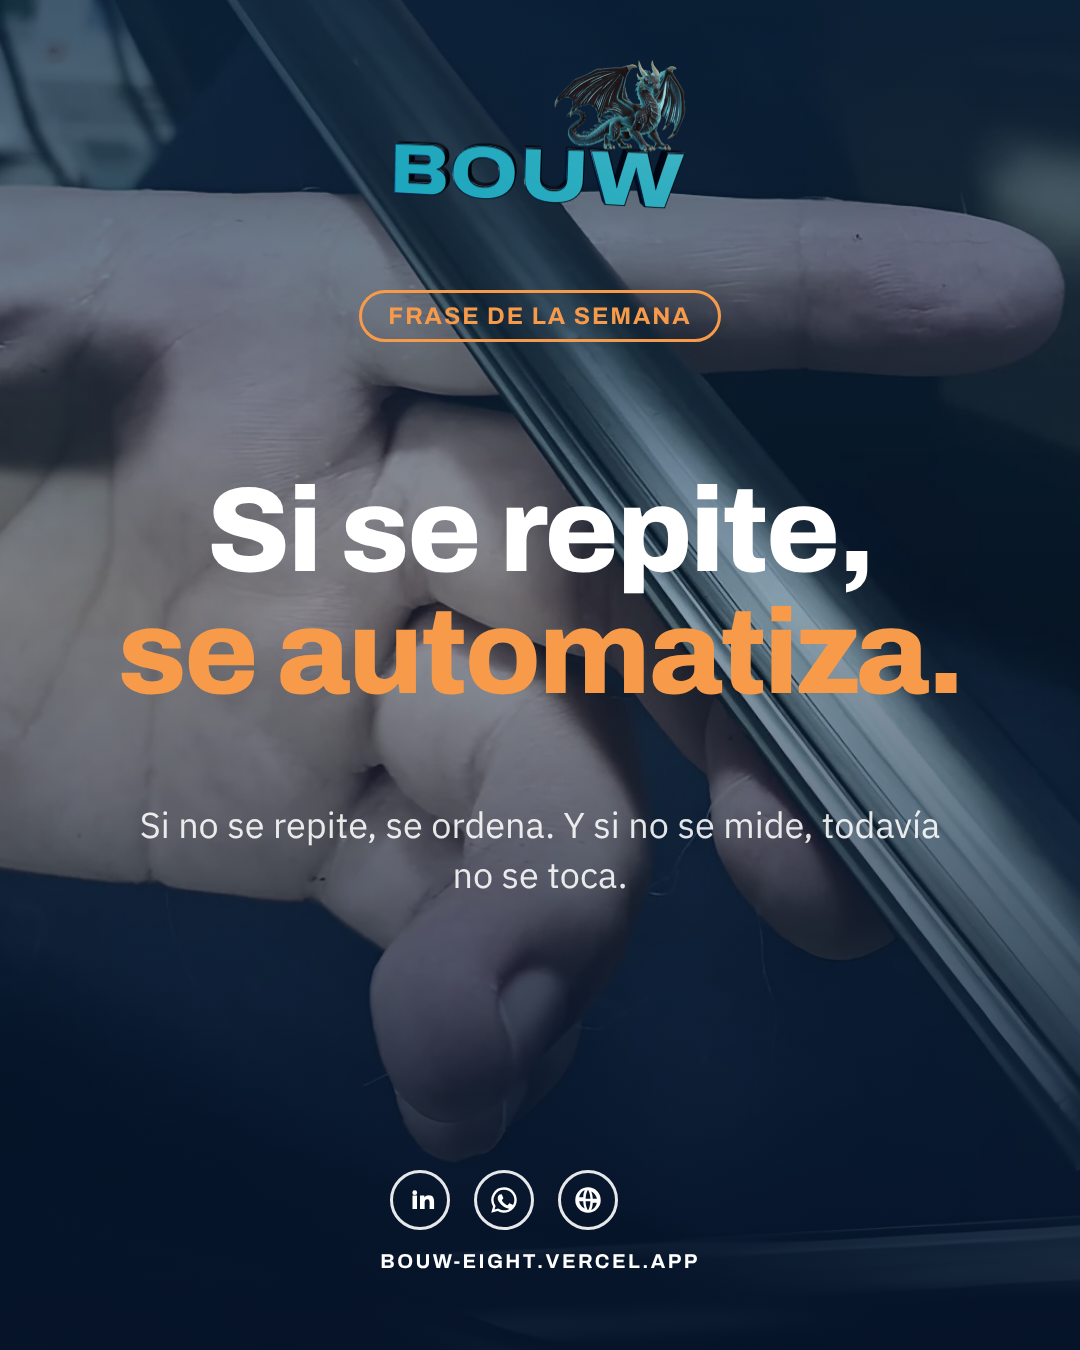 BOUW
FRASE DE LA SEMANA
Si se repite,
se automatiza.
Si no se repite, se ordena. Y si no se mide, todavía
no se toca.
in
BOUW-EIGHT.VERCEL.APP